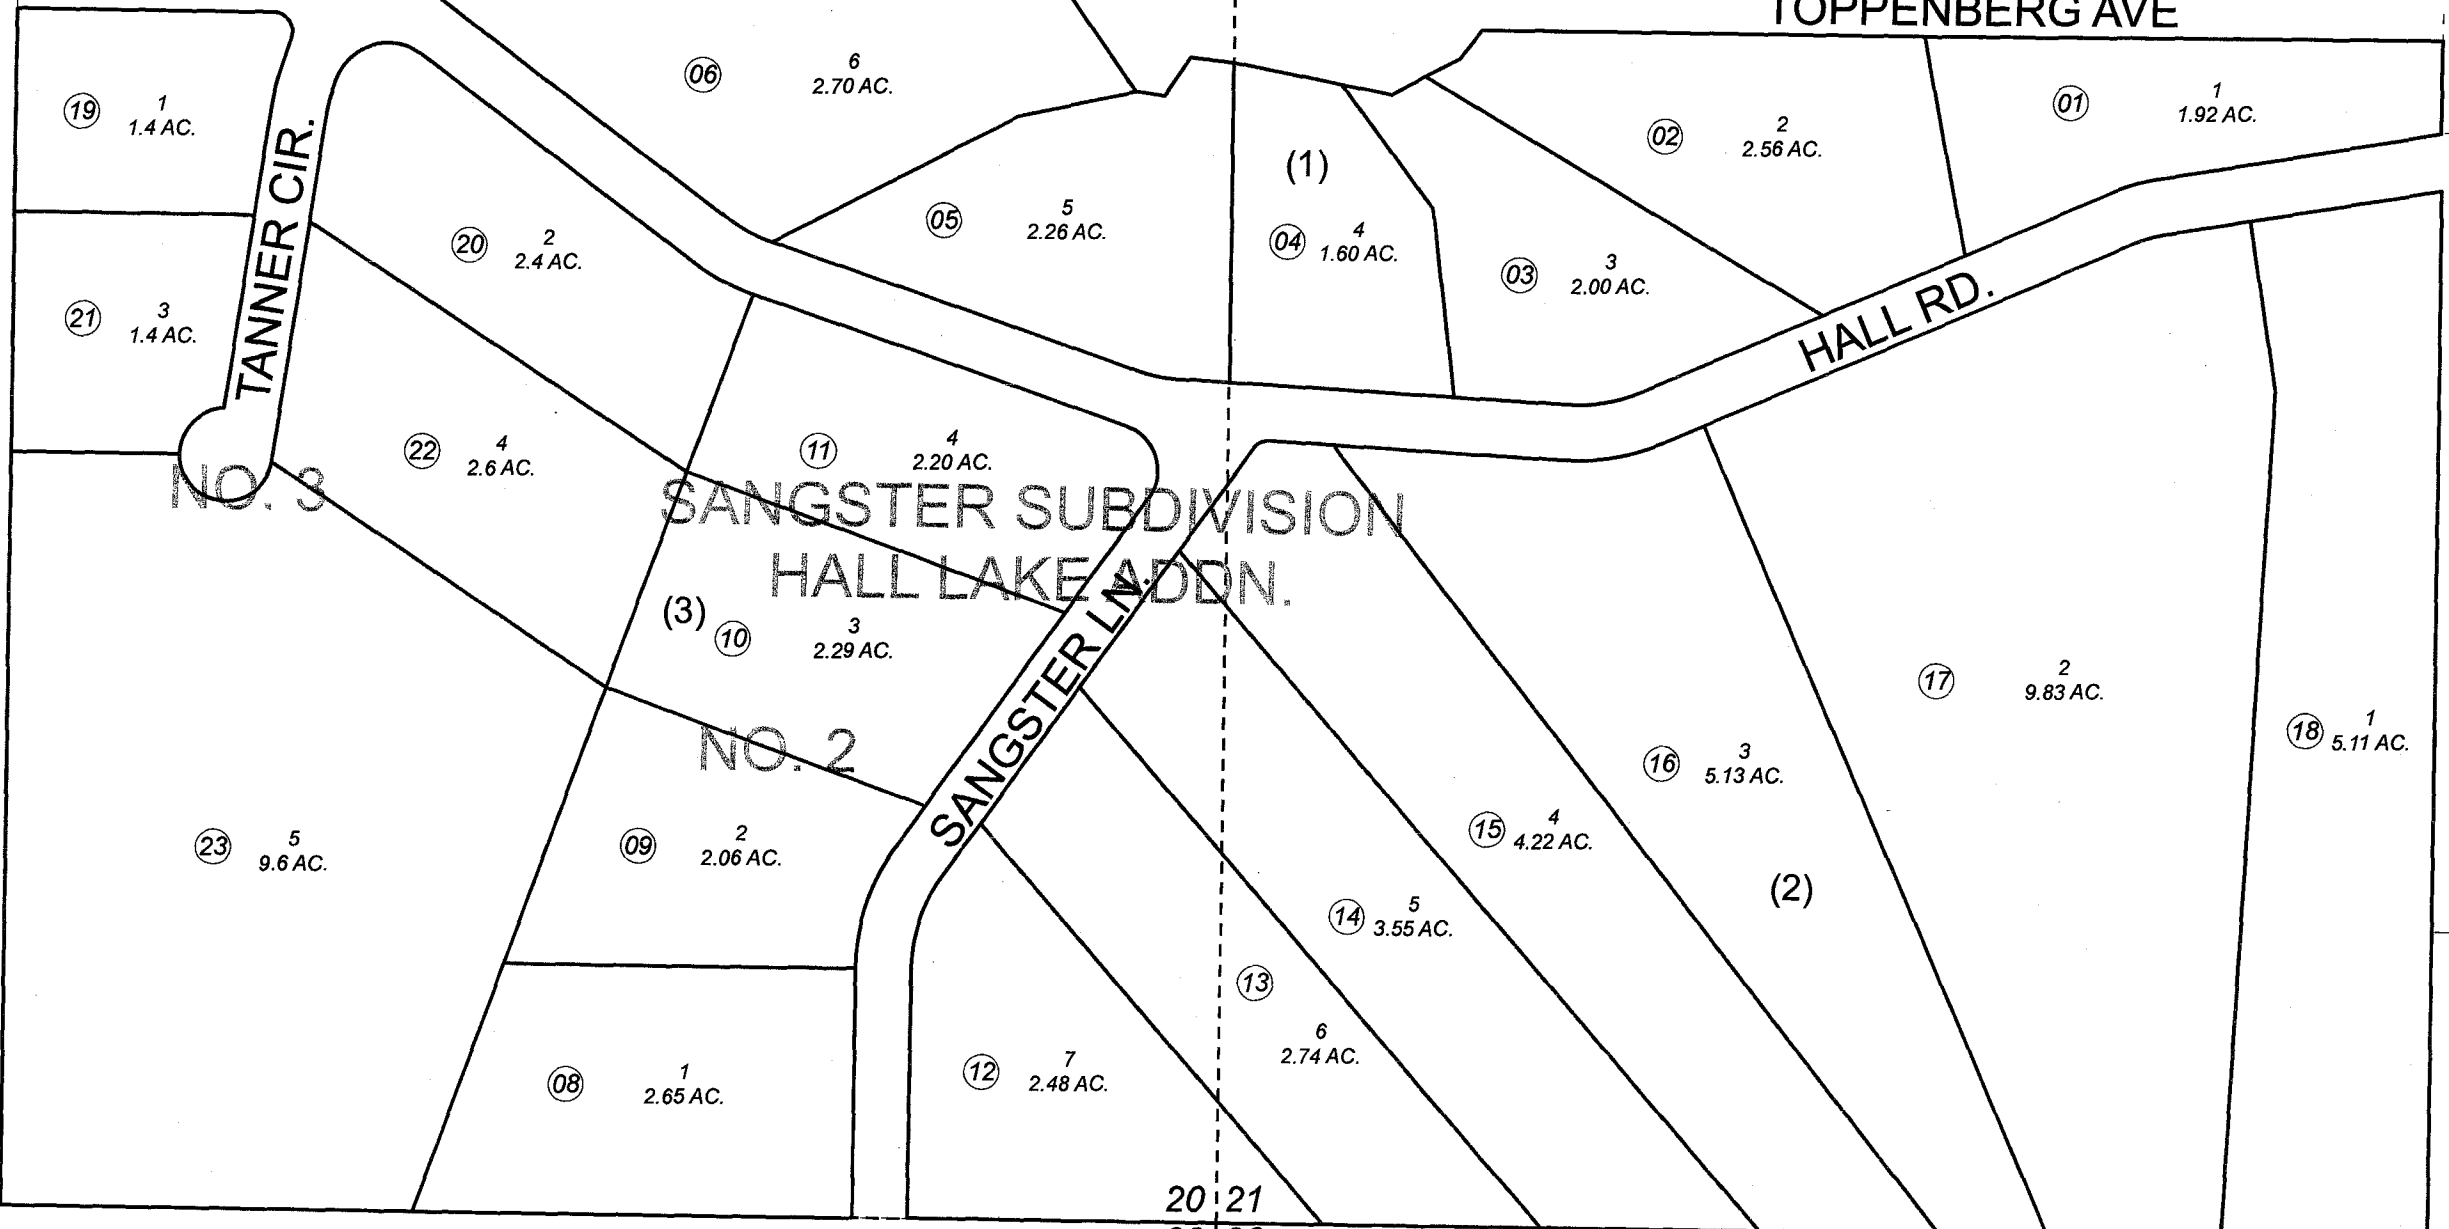 TOPPENBERG AVE
06
6
2.70 AC.
19
1
1.4 AC.
01
1
1.92 AC.
02
2
2.56 AC.
(1)
TANNER CIR.
05
5
2.26 AC.
20
2
2.4 AC.
04
4
1.60 AC.
03
3
2.00 AC.
21
3
1.4 AC.
HALL RD.
22
4
2.6 AC.
11
4
2.20 AC.
NO. 3
SANGSTER SUBDIVISION
HALL LAKE ADDN.
(3)
10
3
2.29 AC.
SANGSTER LN.
17
2
9.83 AC.
18
1
5.11 AC.
NO. 2
16
3
5.13 AC.
15
4
4.22 AC.
23
5
9.6 AC.
09
2
2.06 AC.
(2)
14
5
3.55 AC.
13
6
2.74 AC.
08
1
2.65 AC.
12
7
2.48 AC.
20 21